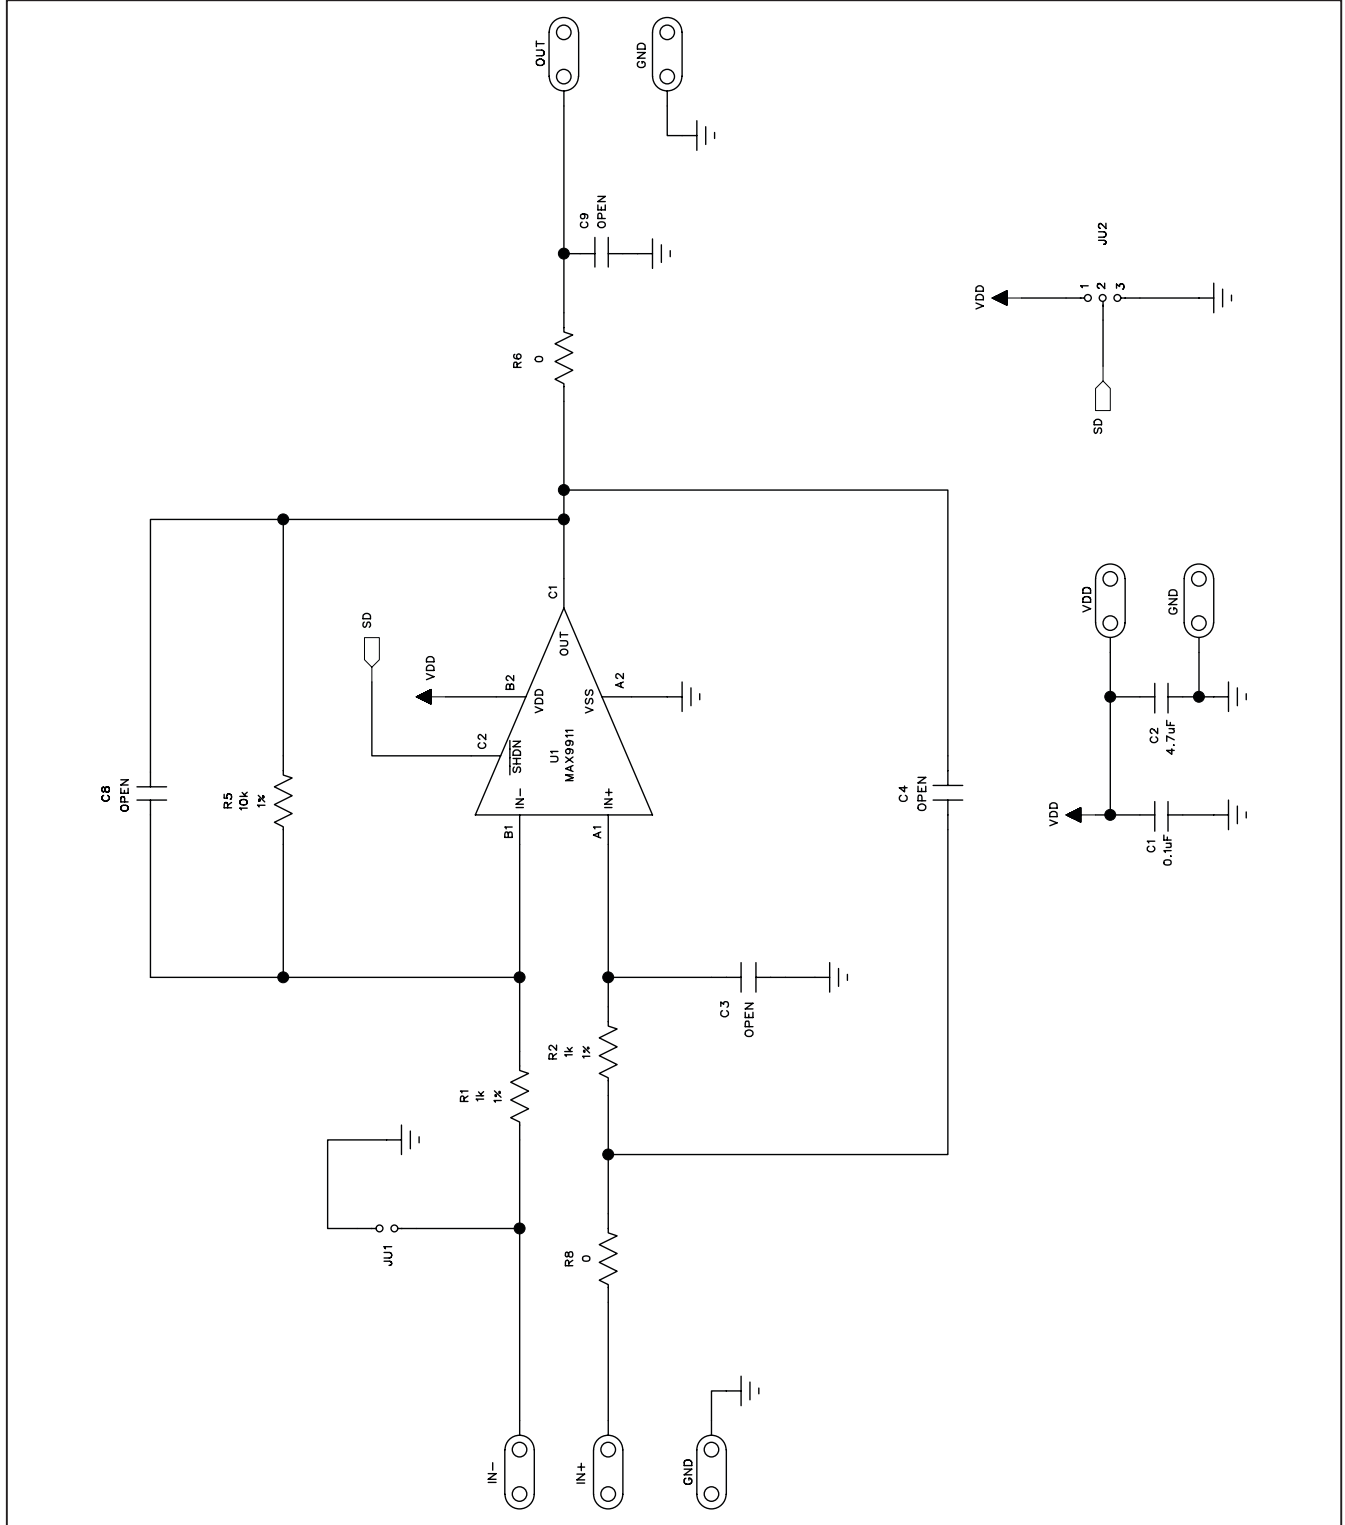 OUT
GND
C9
OPEN
R6
0
JU2
VDD
1
2
3
SD
C8
OPEN
R5
10k
1%
SD
VDD
C1
OUT
B2
VDD
C2
SHDN
A2
VSS
U1
MAX9911
B1
IN-
A1
IN+
C4
OPEN
VDD
GND
C2
4.7uF
VDD
C1
0.1uF
R1
1k
1%
R2
1k
1%
C3
OPEN
JU1
R8
0
IN-
IN+
GND